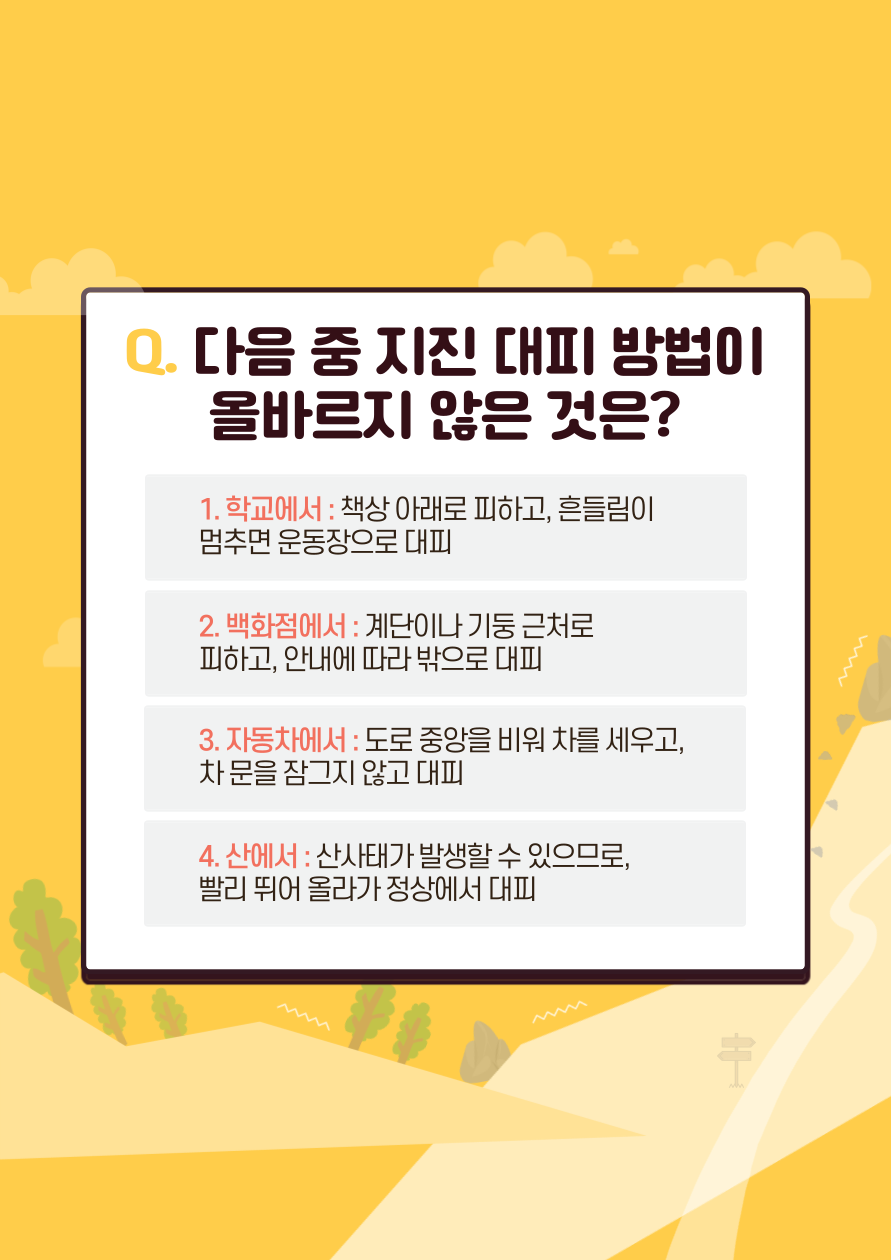 Q. 다음 중 지진 대피 방법이
올바르지 않은 것은?
1. 학교에서 : 책상 아래로 피하고, 흔들림이
멈추면 운동장으로 대피
2. 백화점에서 : 계단이나 기둥 근처로
피하고, 안내에 따라 밖으로 대피
3. 자동차에서 : 도로 중앙을 비워 차를 세우고,
차 문을 잠그지 않고 대피
4. 산에서 : 산사태가 발생할 수 있으므로,
빨리 뛰어 올라가 정상에서 대피